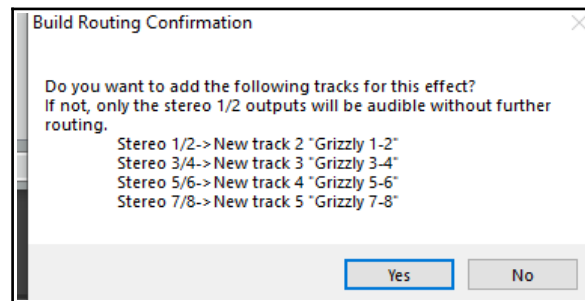 Build Routing Confirmation
Do you want to add the following tracks for this effect?
If not, only the stereo 1/2 outputs will be audible without further
routing.
Stereo 1/2->New track 2 "Grizzly 1-2"
Stereo 3/4->New track 3 "Grizzly 3-4"
Stereo 5/6->New track 4 "Grizzly 5-6"
Stereo 7/8->New track 5 "Grizzly 7-8"
Yes No